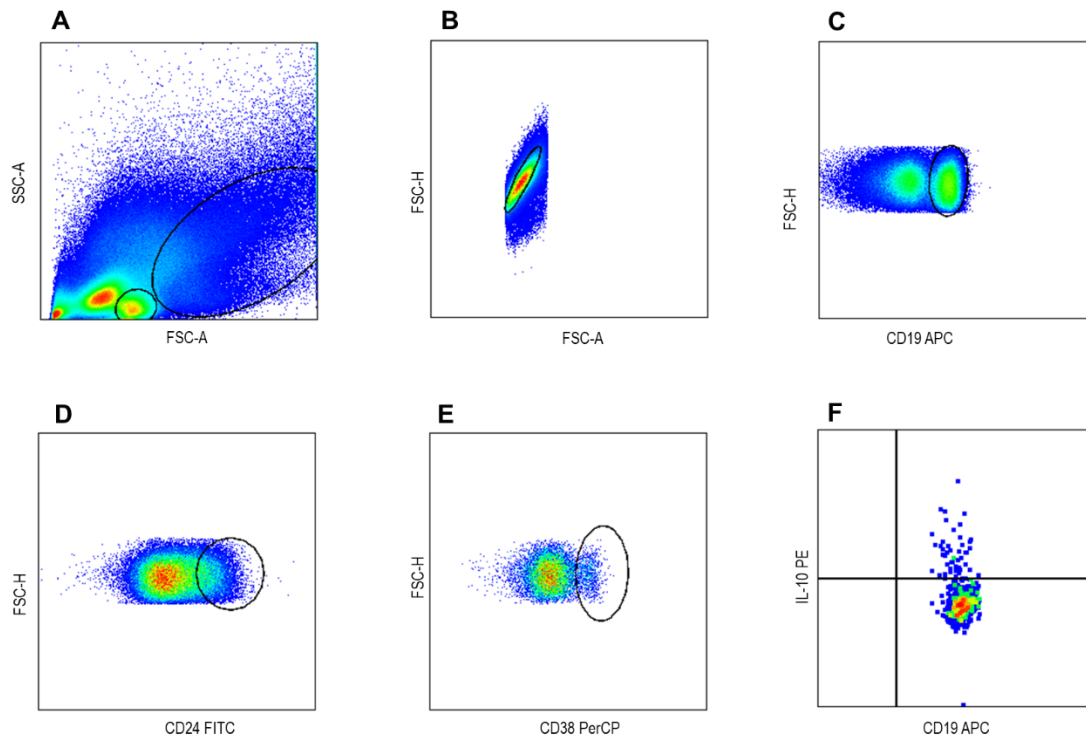 A
B
C
SSC-A
FSC-H
FSC-H
FSC-A
FSC-A
CD19 APC
D
E
F
FSC-H
FSC-H
IL-10 PE
CD24 FITC
CD38 PerCP
CD19 APC